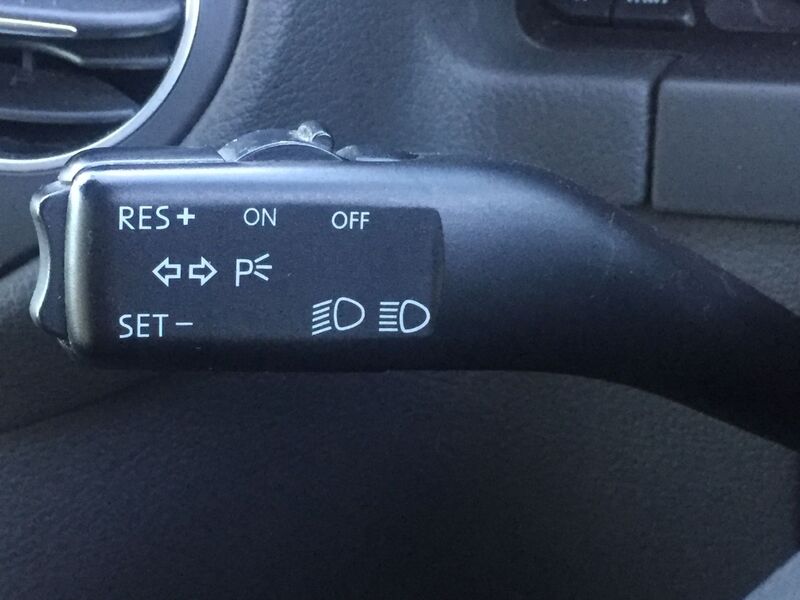 RES+ ON OFF
P
SET−